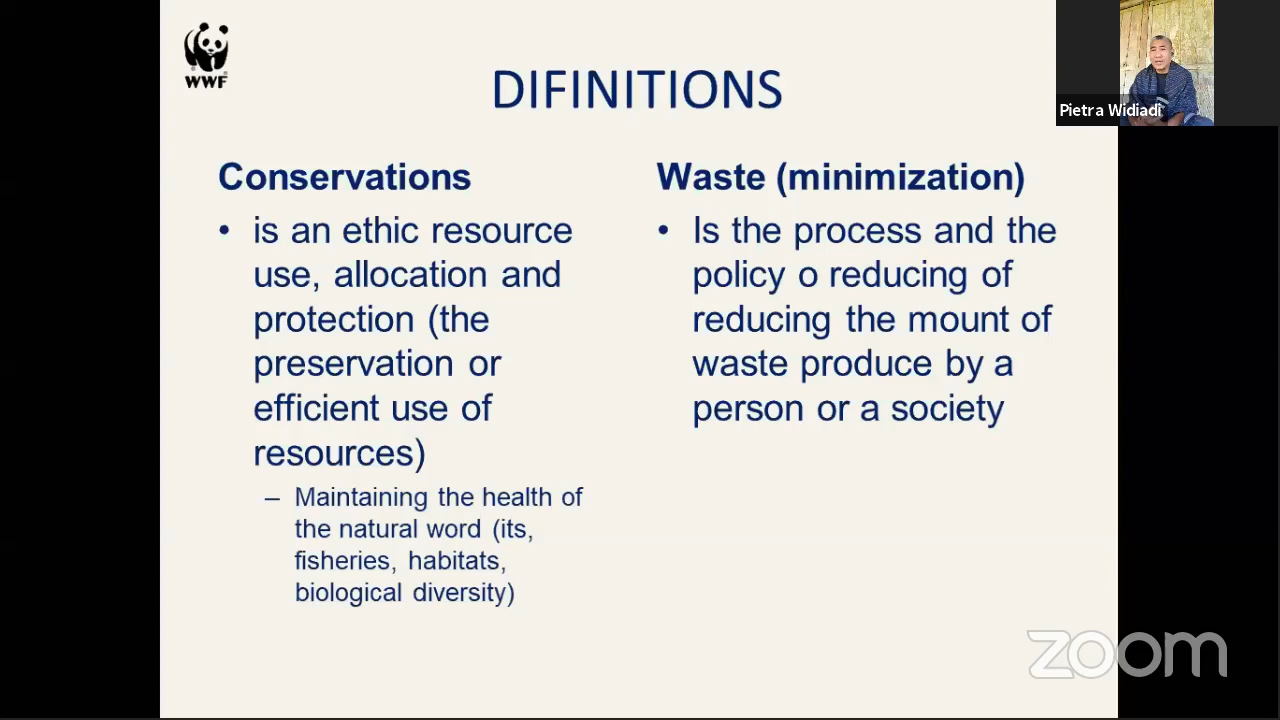 WWF
DIFINITIONS
Pietra Widiadi
Conservations
• is an ethic resource
use, allocation and
protection (the
preservation or
efficient use of
resources)
– Maintaining the health of
the natural word (its,
fisheries, habitats,
biological diversity)
Waste (minimization)
• Is the process and the
policy o reducing of
reducing the mount of
waste produce by a
person or a society
zoom